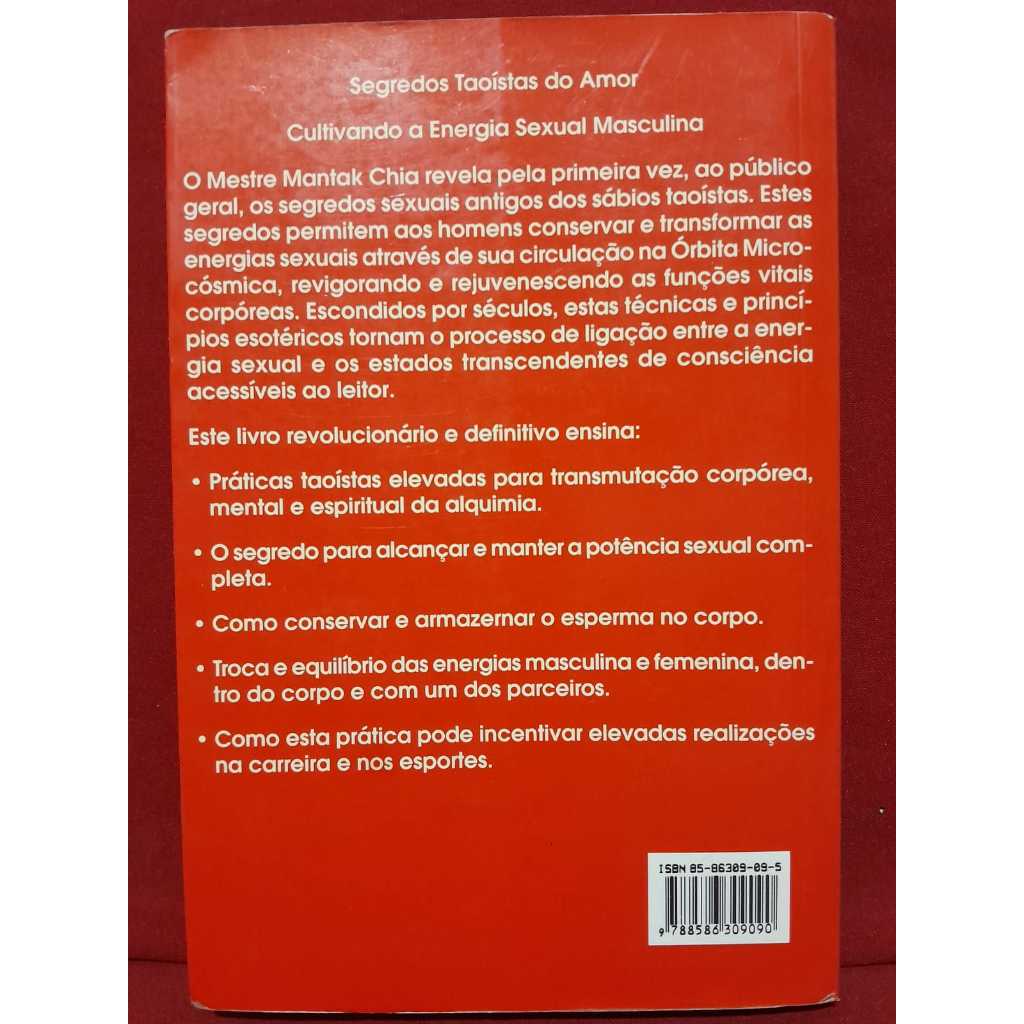 Segredos Taoístas do Amor
Cultivando a Energia Sexual Masculina
O Mestre Mantak Chia revela pela primeira vez, ao público
geral, os segredos sexuais antigos dos sábios taoístas. Estes
segredos permitem aos homens conservar e transformar as
energias sexuais através de sua circulação na Órbita Micro-
cósmica, revigorando e rejuvenescendo as funções vitais
corpóreas. Escondidos por séculos, estas técnicas e princí-
pios esotéricos tornam o processo de ligação entre a ener-
gia sexual e os estados transcendentes de consciência
acessíveis ao leitor.
Este livro revolucionário e definitivo ensina:
• Práticas taoístas elevadas para transmutação corpórea,
mental e espiritual da alquimia.
• O segredo para alcançar e manter a potência sexual com-
pleta.
• Como conservar e armazernar o esperma no corpo.
• Troca e equilíbrio das energias masculina e femenina, den-
tro do corpo e com um dos parceiros.
• Como esta prática pode incentivar elevadas realizações
na carreira e nos esportes.
ISBN 85-86309-09-5
9 788586 309090